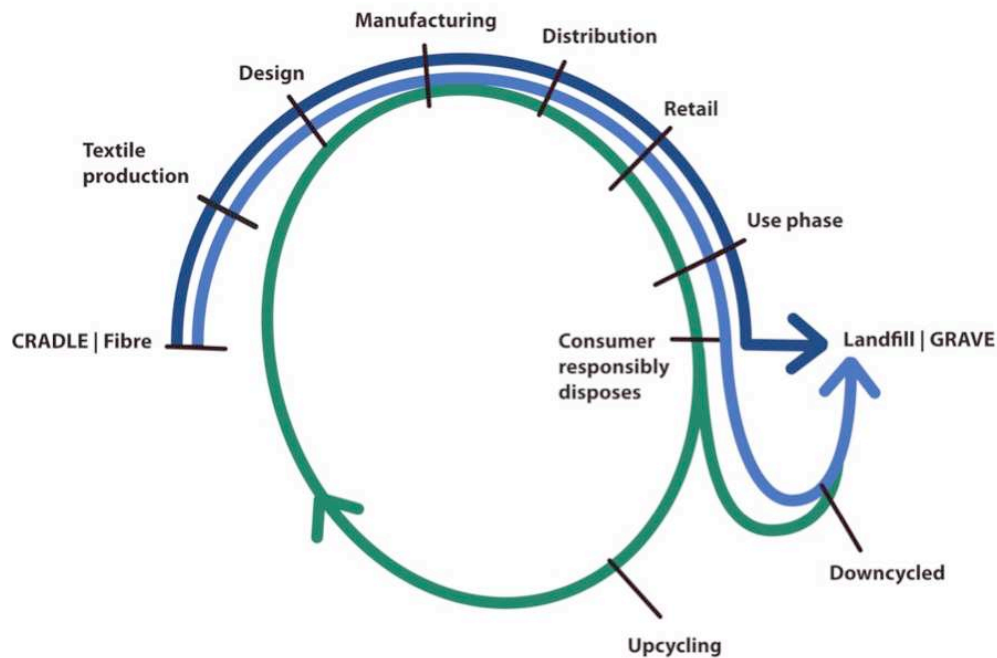 Manufacturing
Distribution
Design
Retail
Textile
production
Use phase
CRADLE | Fibre
Consumer
responsibly
disposes
Landfill | GRAVE
Downcycled
Upcycling